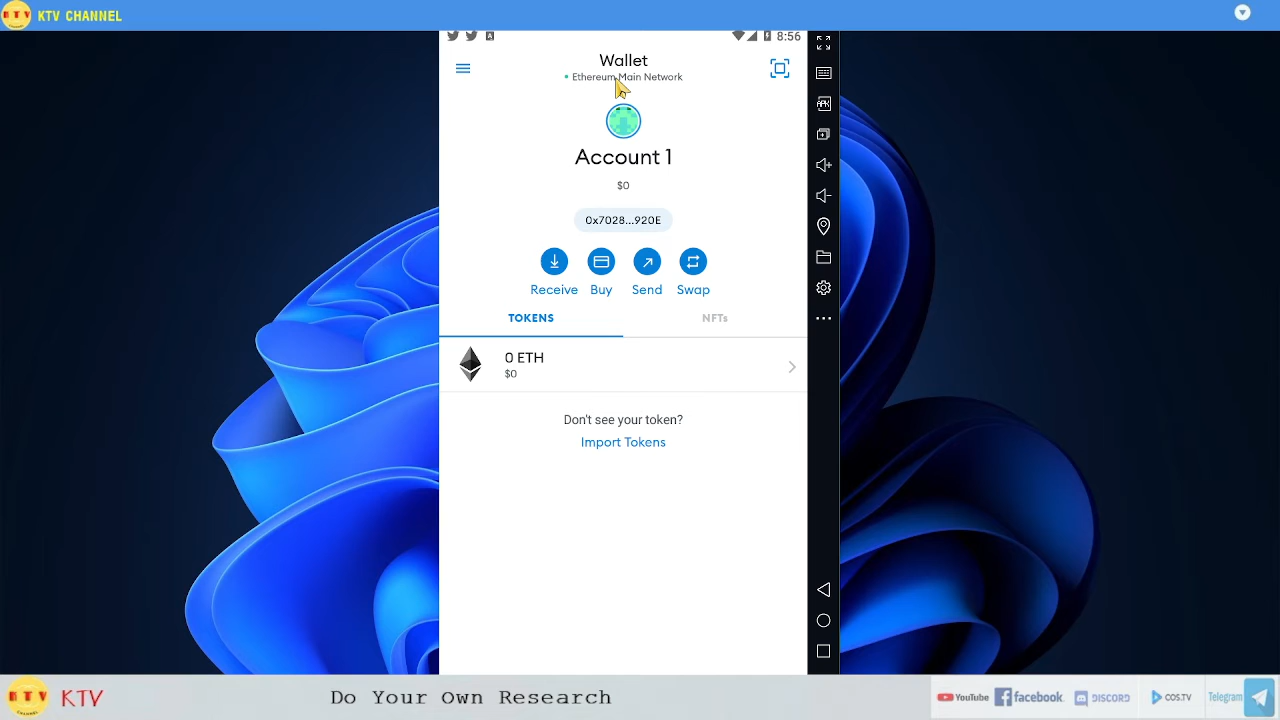 KTV CHANNEL
8:56
Wallet
Ethereum Main Network
Account 1
$0
0x7028...920E
Receive Buy Send Swap
TOKENS NFTs
0 ETH
$0
Don't see your token?
Import Tokens
KTV
Do Your Own Research
YouTube facebook. DISCORD COS.TV Telegram